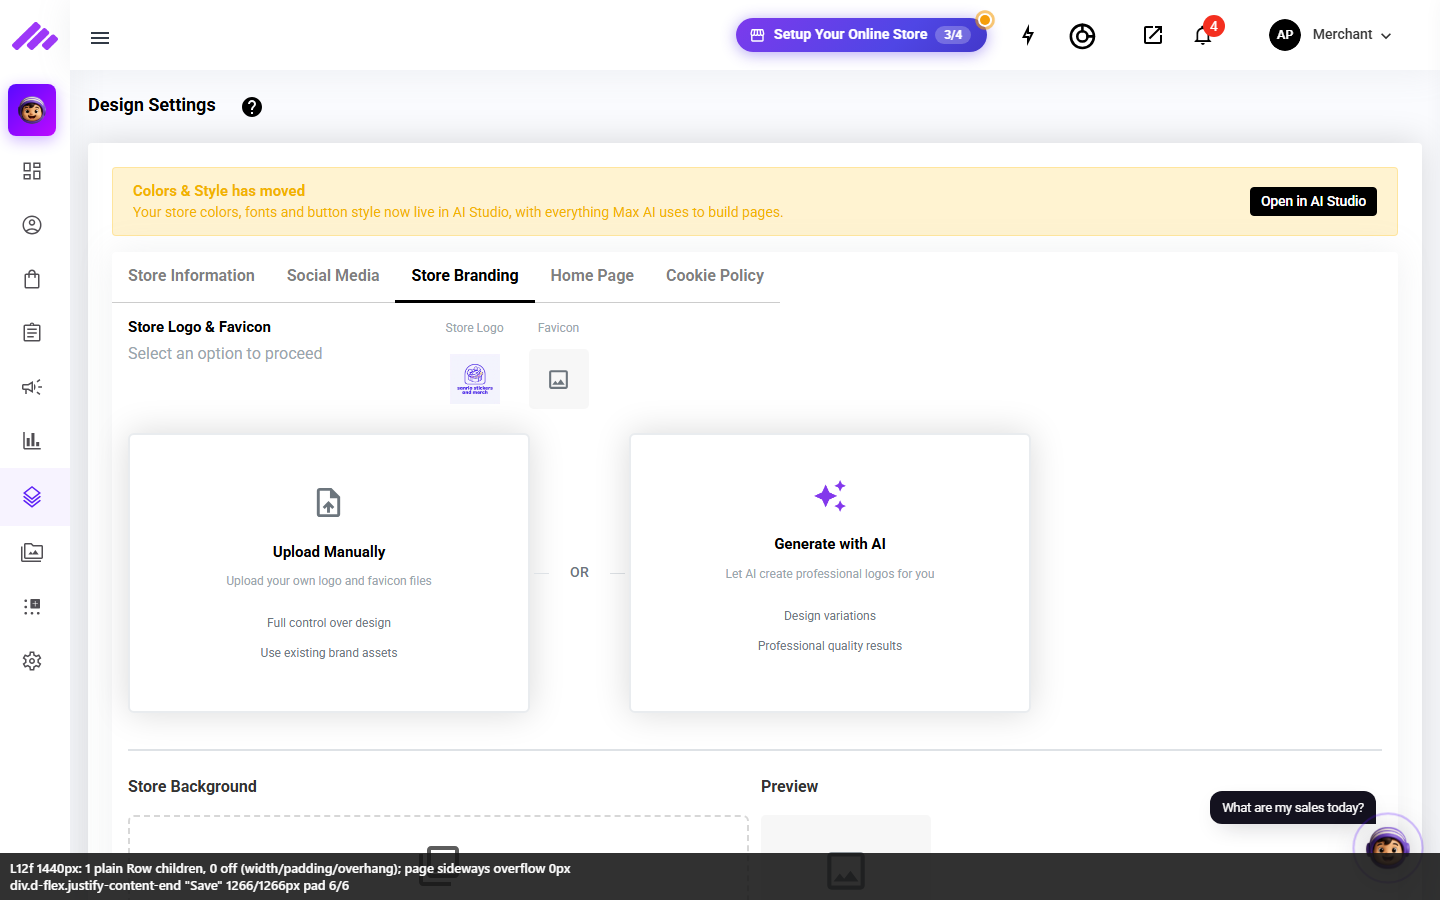 Setup Your Online Store 3/4
4
AP Merchant
Design Settings
Colors & Style has moved
Your store colors, fonts and button style now live in AI Studio, with everything Max AI uses to build pages.
Open in AI Studio
Store Information Social Media Store Branding Home Page Cookie Policy
Store Logo & Favicon
Select an option to proceed
Store Logo Favicon
sanrio stickers
and merch
Upload Manually
Upload your own logo and favicon files
Full control over design
Use existing brand assets
OR
Generate with AI
Let AI create professional logos for you
Design variations
Professional quality results
Store Background
Preview
What are my sales today?
L12f 1440px: 1 plain Row children, 0 off (width/padding/overhang); page sideways overflow 0px
div.d-flex.justify-content-end "Save" 1266/1266px pad 6/6